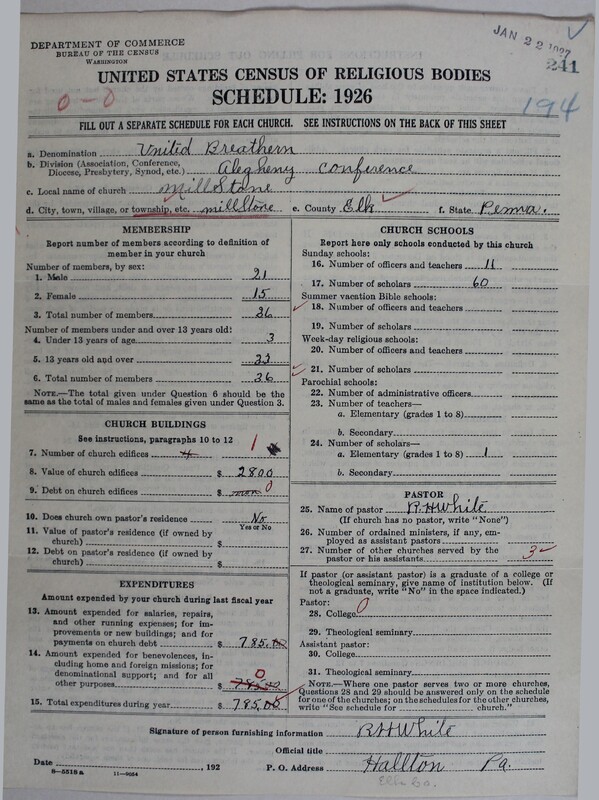 JAN 22 1927
241
DEPARTMENT OF COMMERCE
BUREAU OF THE CENSUS
WASHINGTON
UNITED STATES CENSUS OF RELIGIOUS BODIES
SCHEDULE: 1926
0-0
194
FILL OUT A SEPARATE SCHEDULE FOR EACH CHURCH. SEE INSTRUCTIONS ON THE BACK OF THIS SHEET
a. Denomination United Breathern
b. Division (Association, Conference, Diocese, Presbytery, Synod, etc.) Alegheny conference
c. Local name of church MillStone
d. City, town, village, or township, etc. millStone e. County Elk f. State Penna.
MEMBERSHIP
Report number of members according to definition of
member in your church
Number of members, by sex:
1. Male 21
2. Female 15
3. Total number of members 36
Number of members under and over 13 years old:
4. Under 13 years of age 3
5. 13 years old and over 33
6. Total number of members 36
NOTE.—The total given under Question 6 should be
the same as the total of males and females given under Question 3.
CHURCH BUILDINGS
See instructions, paragraphs 10 to 12
7. Number of church edifices 1
8. Value of church edifices $ 2800
9. Debt on church edifices $ 0
10. Does church own pastor's residence No
Yes or No
11. Value of pastor's residence (if owned by
church) $
12. Debt on pastor's residence (if owned by
church) $
EXPENDITURES
Amount expended by your church during last fiscal year
13. Amount expended for salaries, repairs,
and other running expenses; for im-
provements or new buildings; and for
payments on church debt $ 785.00
14. Amount expended for benevolences, in-
cluding home and foreign missions; for
denominational support; and for all
other purposes $ 785.00 0
15. Total expenditures during year $ 785.00
CHURCH SCHOOLS
Report here only schools conducted by this church
Sunday schools:
16. Number of officers and teachers 11
17. Number of scholars 60
Summer vacation Bible schools:
18. Number of officers and teachers
19. Number of scholars
Week-day religious schools:
20. Number of officers and teachers
21. Number of scholars
Parochial schools:
22. Number of administrative officers
23. Number of teachers—
a. Elementary (grades 1 to 8)
b. Secondary
24. Number of scholars—
a. Elementary (grades 1 to 8) 1
b. Secondary
PASTOR
25. Name of pastor R.H.White
(If church has no pastor, write "None")
26. Number of ordained ministers, if any, em-
ployed as assistant pastors
27. Number of other churches served by the
pastor or his assistants 3
If pastor (or assistant pastor) is a graduate of a college or
theological seminary, give name of institution below. (If
not a graduate, write "No" in the space indicated.)
Pastor:
28. College 0
29. Theological seminary
Assistant pastor:
30. College
31. Theological seminary
NOTE.—Where one pastor serves two or more churches,
Questions 28 and 29 should be answered only on the schedule
for one of the churches; on the schedules for the other churches,
write "See schedule for ........ church."
Signature of person furnishing information R.H.White
Official title
Date , 192 P. O. Address Hallton Pa.
8-5518a 11-9054
Elk Co.